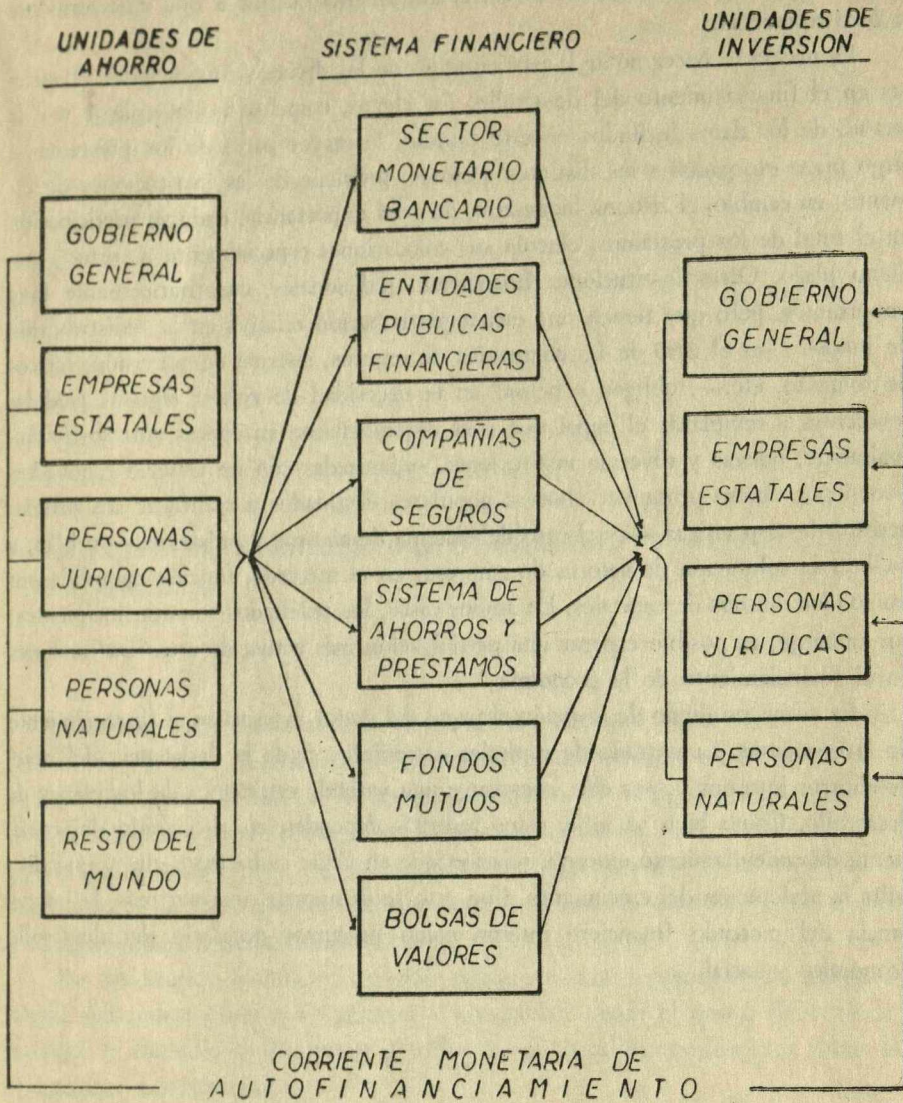 UNIDADES DE
AHORRO
SISTEMA FINANCIERO
UNIDADES DE
INVERSION
GOBIERNO
GENERAL
EMPRESAS
ESTATALES
PERSONAS
JURIDICAS
PERSONAS
NATURALES
RESTO DEL
MUNDO
SECTOR
MONETARIO
BANCARIO
ENTIDADES
PUBLICAS
FINANCIERAS
COMPAÑIAS
DE
SEGUROS
SISTEMA DE
AHORROS Y
PRESTAMOS
FONDOS
MUTUOS
BOLSAS DE
VALORES
GOBIERNO
GENERAL
EMPRESAS
ESTATALES
PERSONAS
JURIDICAS
PERSONAS
NATURALES
CORRIENTE MONETARIA DE
AUTOFINANCIAMIENTO